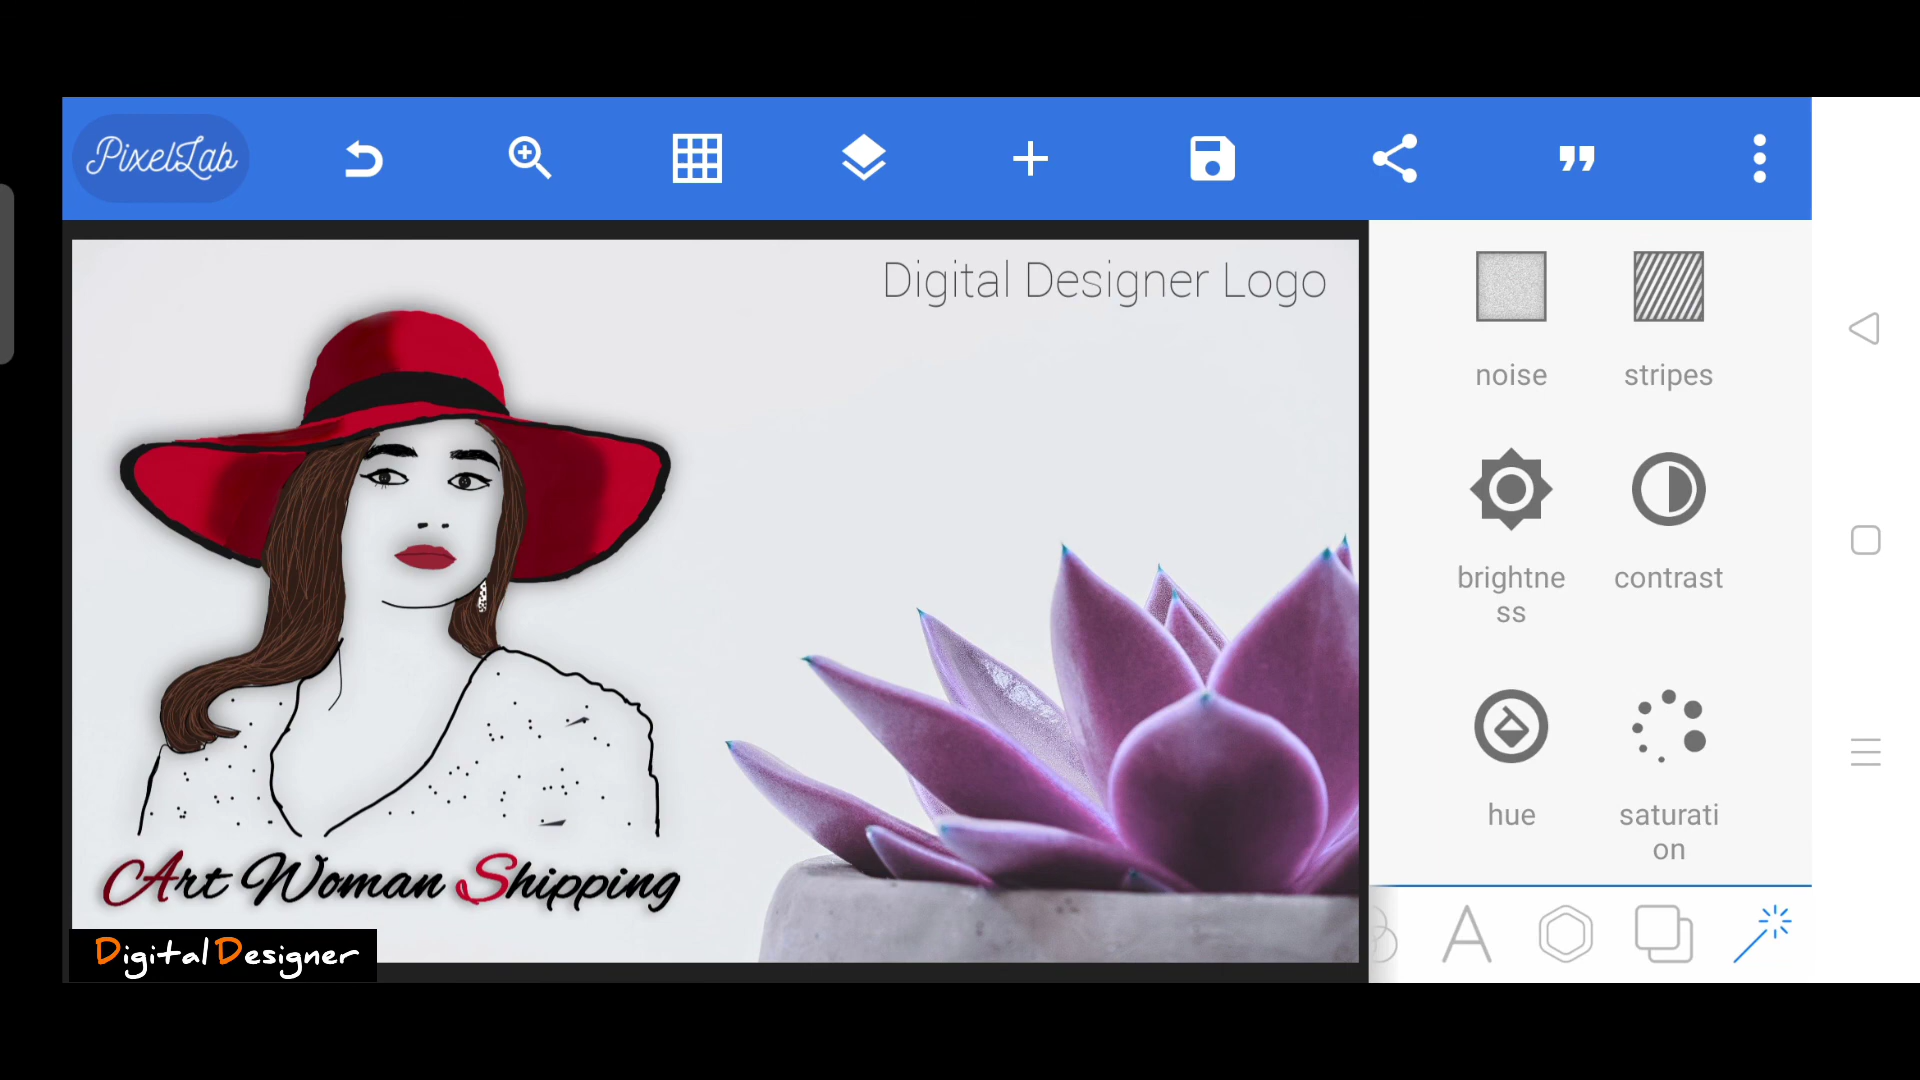 PixelLab
Digital Designer Logo
noise
stripes
brightne
ss
contrast
hue
saturati
on
Art Woman Shipping
Digital Designer